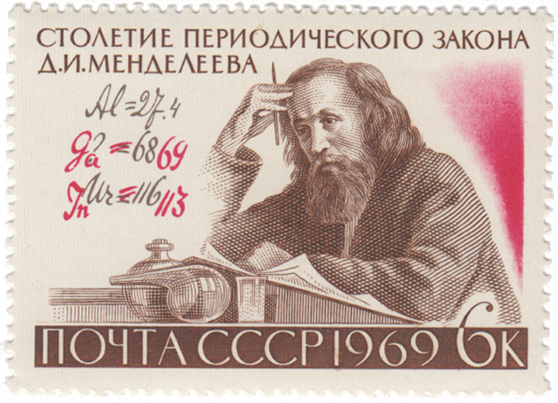 СТОЛЕТИЕ ПЕРИОДИЧЕСКОГО ЗАКОНА
Д.И.МЕНДЕЛЕЕВА
Al=27.4
Ga ?=68 69
In Ur=116 113
ПОЧТА СССР 1969 6К